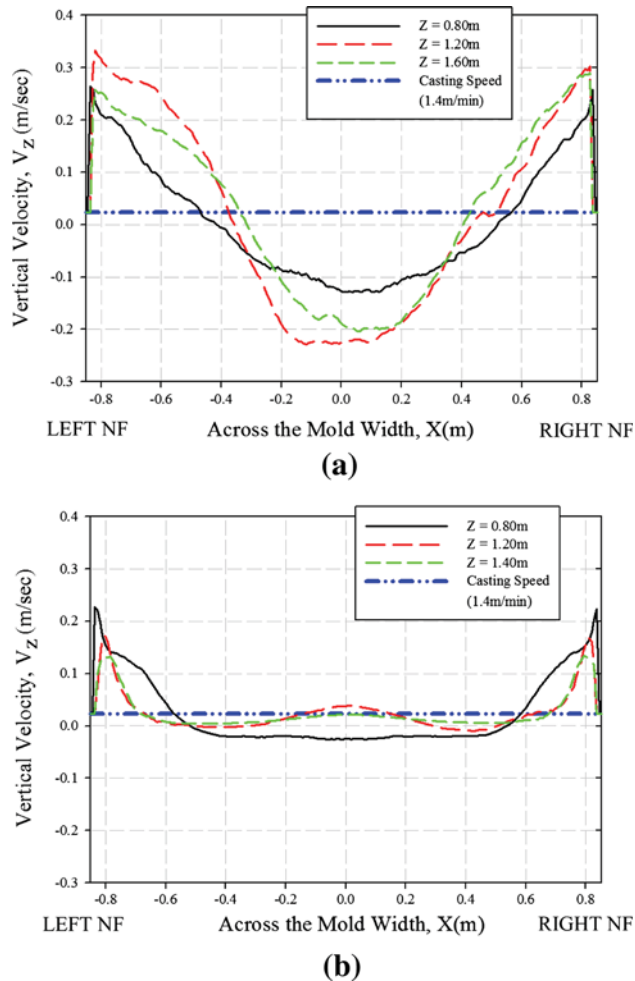 Z = 0.80m
Z = 1.20m
Z = 1.60m
Casting Speed
(1.4m/min)
Vertical Velocity, VZ (m/sec)
0.4
0.3
0.2
0.1
0.0
-0.1
-0.2
-0.3
-0.8 -0.6 -0.4 -0.2 0.0 0.2 0.4 0.6 0.8
LEFT NF Across the Mold Width, X(m) RIGHT NF
(a)
Z = 0.80m
Z = 1.20m
Z = 1.40m
Casting Speed
(1.4m/min)
Vertical Velocity, VZ (m/sec)
0.4
0.3
0.2
0.1
0.0
-0.1
-0.2
-0.3
-0.8 -0.6 -0.4 -0.2 0.0 0.2 0.4 0.6 0.8
LEFT NF Across the Mold Width, X(m) RIGHT NF
(b)